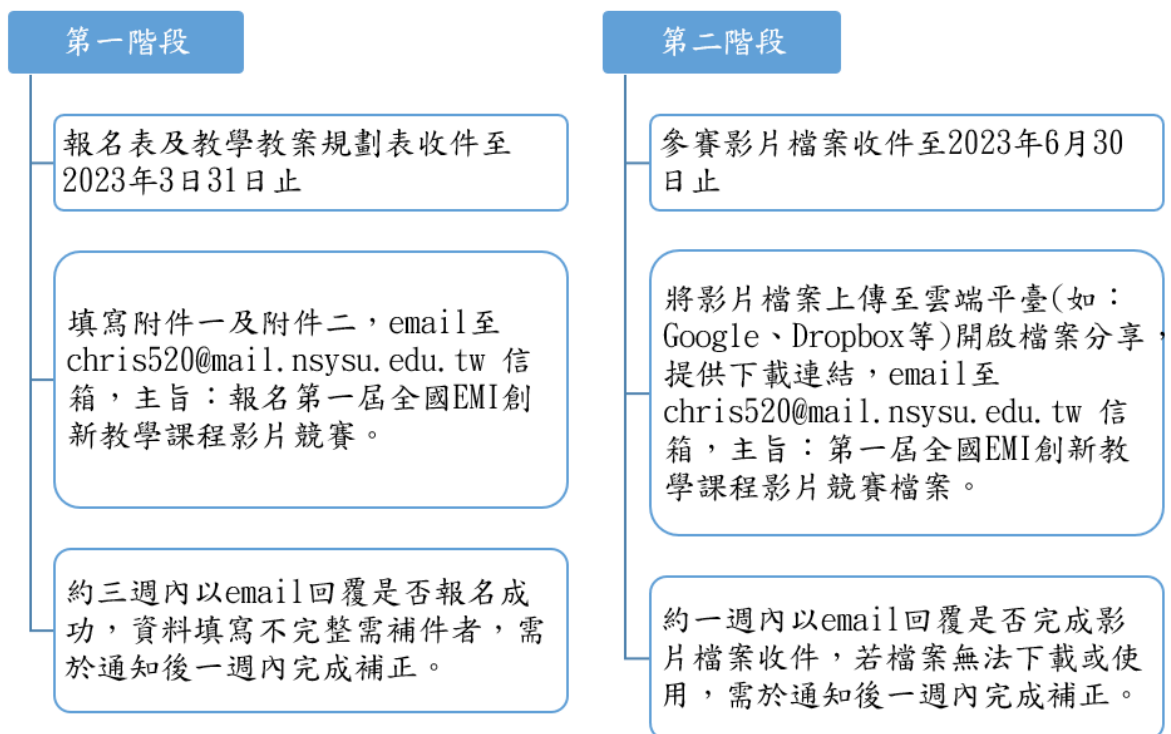 第一階段
報名表及教學教案規劃表收件至
2023年3日31日止
填寫附件一及附件二，email至
chris520@mail.nsysu.edu.tw 信
箱，主旨：報名第一屆全國EMI創
新教學課程影片競賽。
約三週內以email回覆是否報名成
功，資料填寫不完整需補件者，需
於通知後一週內完成補正。
第二階段
參賽影片檔案收件至2023年6月30
日止
將影片檔案上傳至雲端平臺(如：
Google、Dropbox等)開啟檔案分享，
提供下載連結，email至
chris520@mail.nsysu.edu.tw 信
箱，主旨：第一屆全國EMI創新教
學課程影片競賽檔案。
約一週內以email回覆是否完成影
片檔案收件，若檔案無法下載或使
用，需於通知後一週內完成補正。